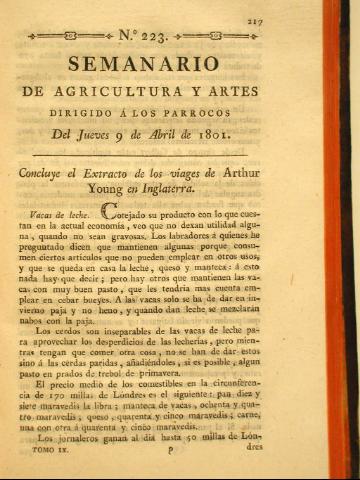 217
N.º 223.
SEMANARIO
DE AGRICULTURA Y ARTES
DIRIGIDO Á LOS PARROCOS
Del Jueves 9 de Abril de 1801.
Concluye el Extracto de los viages de Arthur
Young en Inglaterra.
Vacas de leche. Cotejado su producto con lo que cues-
tan en la actual economía, veo que no dexan utilidad algu-
na, quando no sean gravosas. Los labradores á quienes he
preguntado dicen que mantienen algunas porque consu-
men ciertos articulos que no pueden emplear en otros usos,
y que se queda en casa la leche, queso y manteca: á esto
nada hay que decir; pero hay otros que mantienen las va-
cas con muy buen pasto, que les tendria mas cuenta em-
plear en cebar bueyes. A las vacas solo se ha de dar en in-
vierno paja y no heno, y quando dan leche se mezclarán
nabos con la paja.
Los cerdos son inseparables de las vacas de leche pa-
ra aprovechar los desperdicios de las lecherías, pero mien-
tras tengan que comer otra cosa, no se han de dar estos
sino á las cerdas paridas, añadiéndoles, si es posible, algun
pasto en prados de trebol de primavera.
El precio medio de los comestibles en la circunferen-
cia de 170 millas de Lóndres es el siguiente: pan diez y
siete maravedis la libra; manteca de vacas, ochenta y qua-
tro maravedis; queso, quarenta y cinco maravedis; carne,
una con otra á quarenta y cinco maravedis.
Los jornaleros ganan al dia hasta 50 millas de Lón-
TOMO IX. P dres